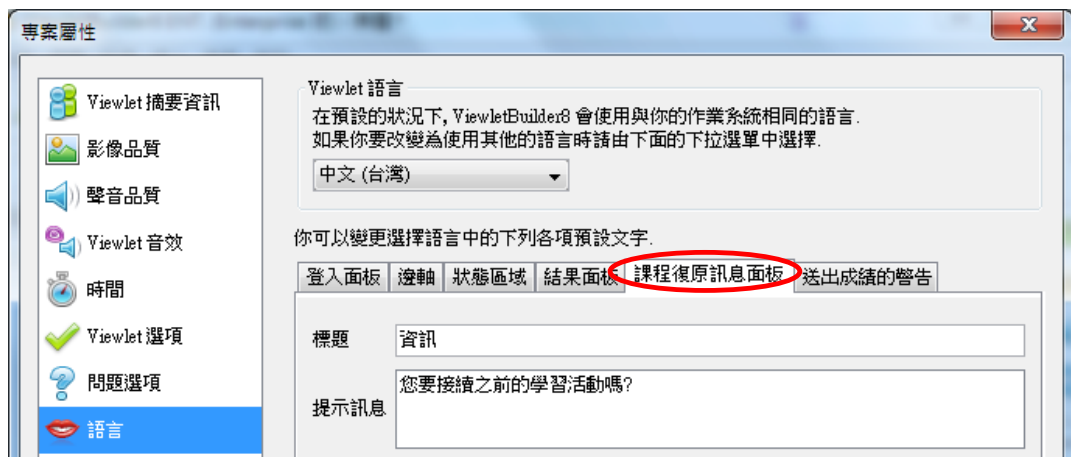 專案屬性
Viewlet 摘要資訊
影像品質
聲音品質
Viewlet 音效
時間
Viewlet 選項
問題選項
語言
Viewlet 語言
在預設的狀況下, ViewletBuilder8 會使用與你的作業系統相同的語言.
如果你要改變為使用其他的語言時請由下面的下拉選單中選擇.
中文 (台灣)
你可以變更選擇語言中的下列各項預設文字.
登入面板 邊軸 狀態區域 結果面板 課程復原訊息面板 送出成績的警告
標題 資訊
提示訊息 您要接續之前的學習活動嗎?